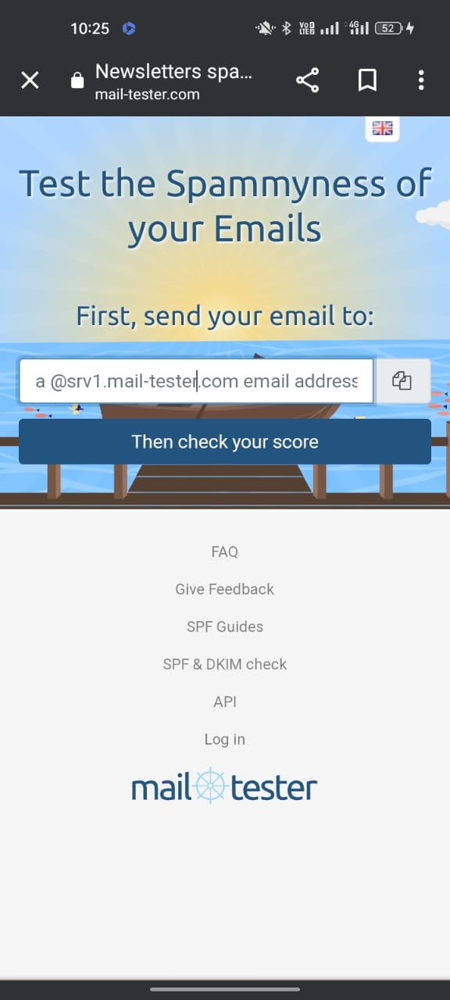 10:25
VoD
LTE2
4G
52
Newsletters spa...
mail-tester.com
Test the Spammyness of
your Emails
First, send your email to:
a @srv1.mail-tester.com email address
Then check your score
FAQ
Give Feedback
SPF Guides
SPF & DKIM check
API
Log in
mail tester